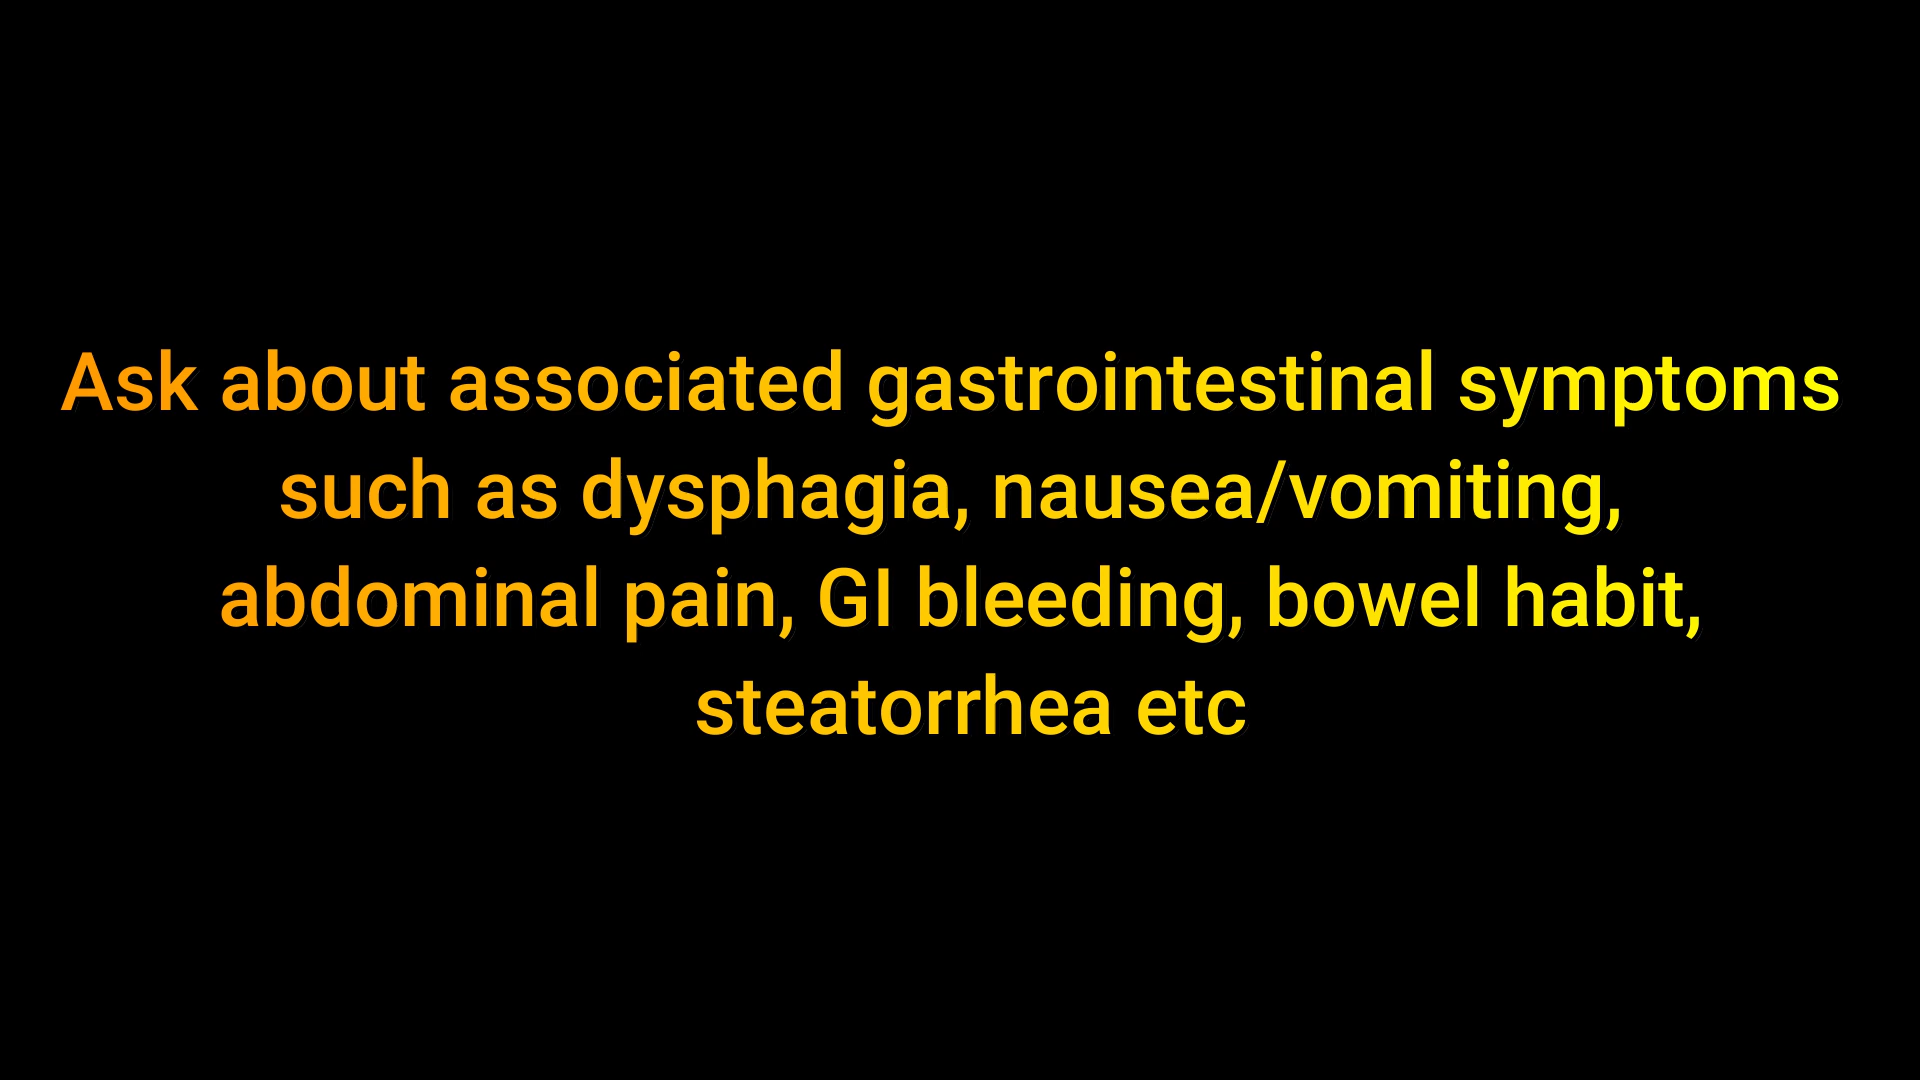 Ask about associated gastrointestinal symptoms
such as dysphagia, nausea/vomiting,
abdominal pain, GI bleeding, bowel habit,
steatorrhea etc